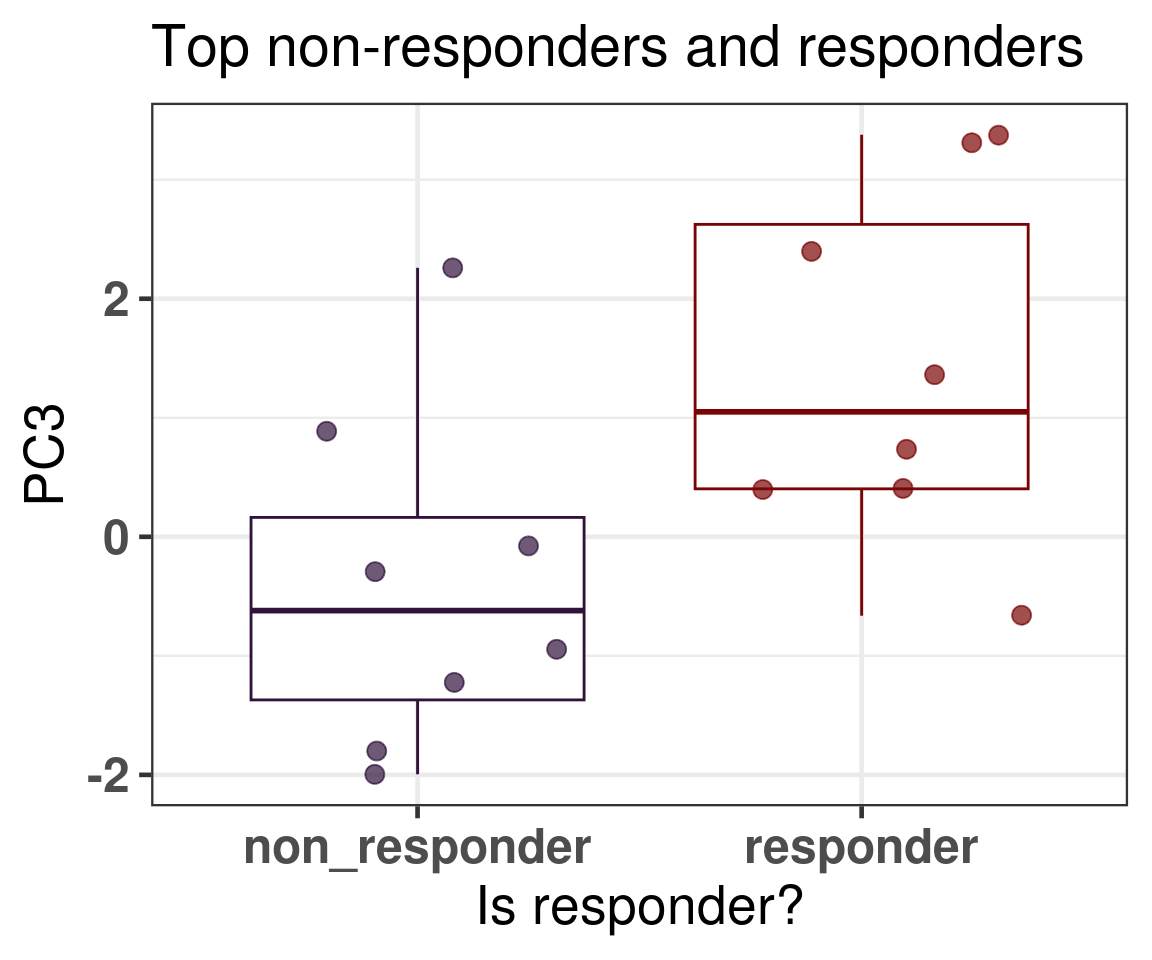 Top non-responders and responders
PC3
2
0
-2
non_responder
responder
Is responder?